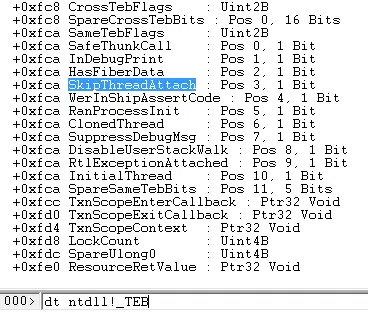 +0xfc8 CrossTebFlags : Uint2B
+0xfc8 SpareCrossTebBits : Pos 0, 16 Bits
+0xfca SameTebFlags : Uint2B
+0xfca SafeThunkCall : Pos 0, 1 Bit
+0xfca InDebugPrint : Pos 1, 1 Bit
+0xfca HasFiberData : Pos 2, 1 Bit
+0xfca SkipThreadAttach : Pos 3, 1 Bit
+0xfca WerInShipAssertCode : Pos 4, 1 Bit
+0xfca RanProcessInit : Pos 5, 1 Bit
+0xfca ClonedThread : Pos 6, 1 Bit
+0xfca SuppressDebugMsg : Pos 7, 1 Bit
+0xfca DisableUserStackWalk : Pos 8, 1 Bit
+0xfca RtlExceptionAttached : Pos 9, 1 Bit
+0xfca InitialThread : Pos 10, 1 Bit
+0xfca SpareSameTebBits : Pos 11, 5 Bits
+0xfcc TxnScopeEnterCallback : Ptr32 Void
+0xfd0 TxnScopeExitCallback : Ptr32 Void
+0xfd4 TxnScopeContext : Ptr32 Void
+0xfd8 LockCount : Uint4B
+0xfdc SpareUlong0 : Uint4B
+0xfe0 ResourceRetValue : Ptr32 Void
000> dt ntdll!_TEB